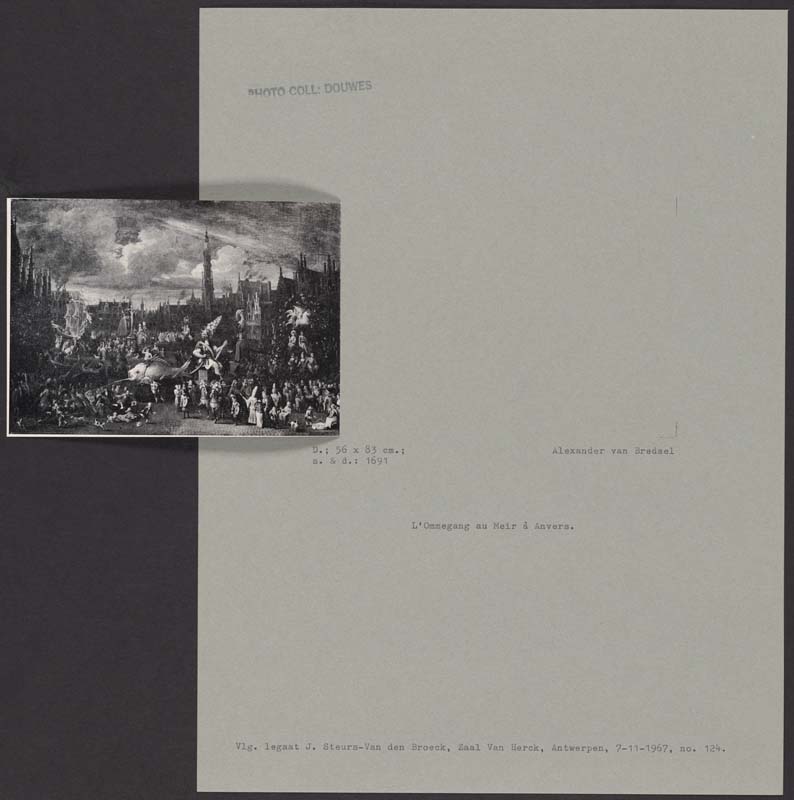 PHOTO COLL: DOUWES
D.; 56 x 83 cm.;
s. & d.: 1691
Alexander van Bredael
L'Ommegang au Meir à Anvers.
Vlg. legaat J. Steurs-Van den Broeck, Zaal Van Herck, Antwerpen, 7-11-1967, no. 124.